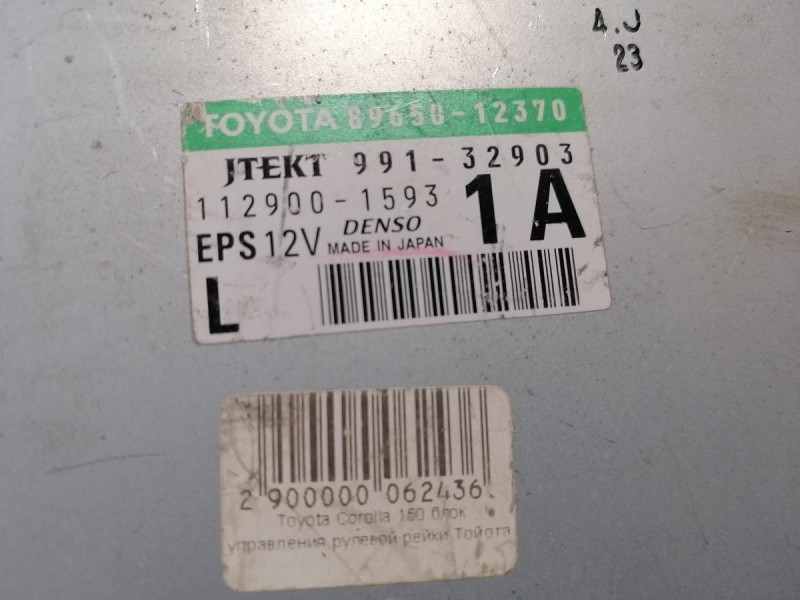 4.J
23
TOYOTA 89650-12370
JTEKT 991-32903
112900-1593 1A
EPS 12V DENSO
MADE IN JAPAN
L
2 900000 062436
Toyota Corolla 150 блок
управления рулевой рейки Тойота